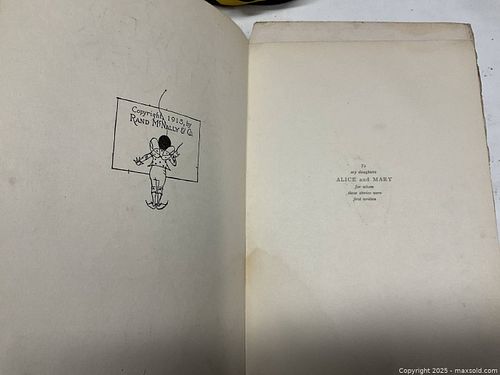 Copyright, 1918, by
RAND MCNALLY & Co.
To
my daughters
ALICE and MARY
for whom
these stories were
first written
Copyright 2025 - maxsold.com